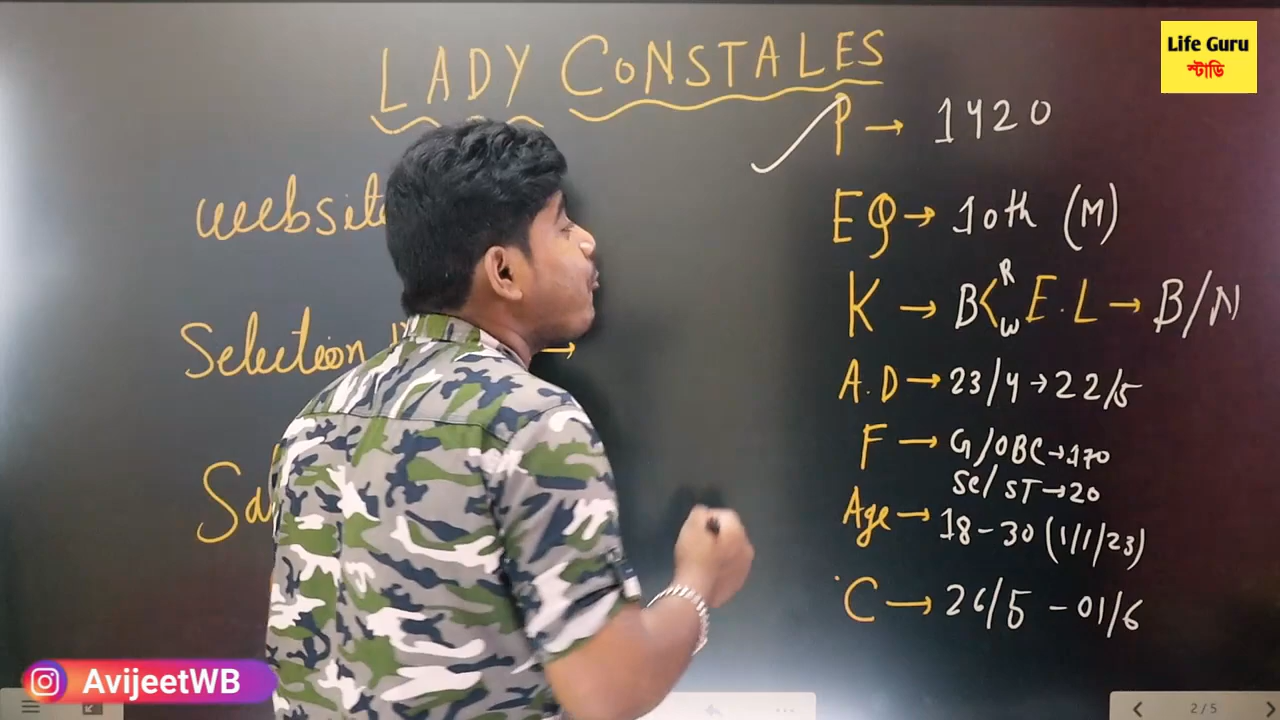 LADY CONSTALES
Life Guru
স্টাডি
Website
Selection
→
P → 1420
EQ → 10th (M)
K → B< R W E.L → B/N
A.D → 23/4 → 22/5
F → G/OBC → 170
SC/ ST → 20
Age → 18 - 30 (1/1/23)
C → 26/5 - 01/6
AvijeetWB
2/5